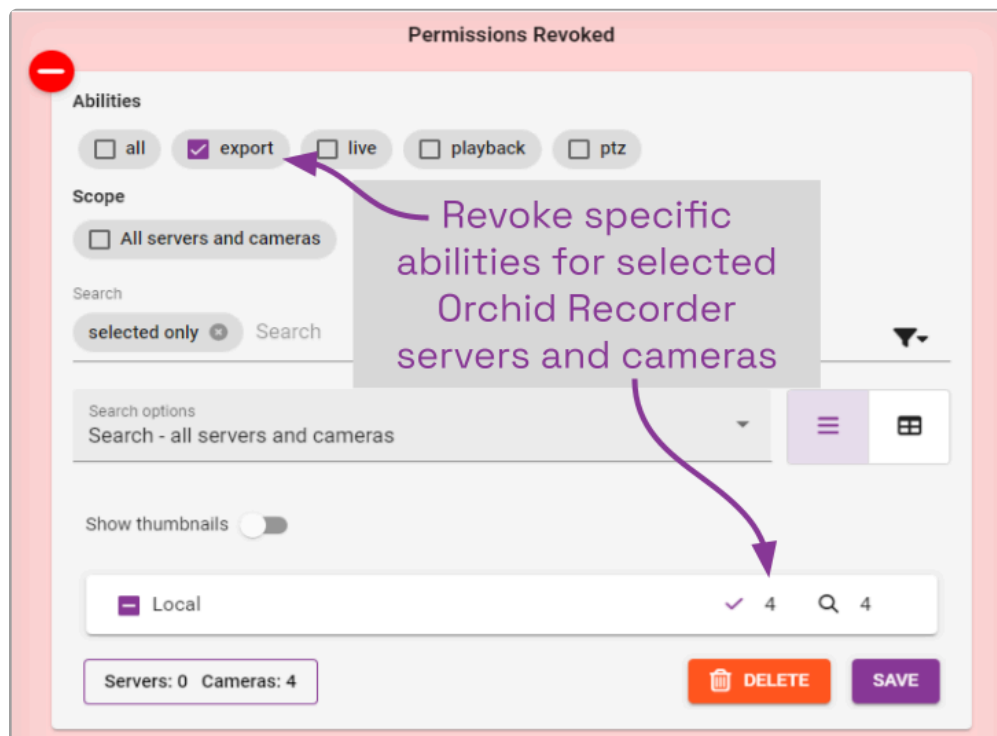 Permissions Revoked
Abilities
all export live playback ptz
Scope
All servers and cameras
Revoke specific
abilities for selected
Orchid Recorder
servers and cameras
Search
selected only Search
Search options
Search - all servers and cameras
Show thumbnails
Local 4 4
Servers: 0 Cameras: 4 DELETE SAVE